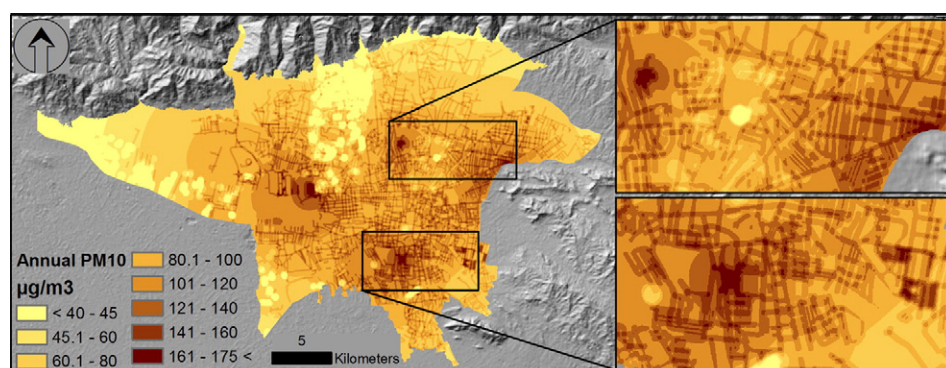 Annual PM10
µg/m3
< 40 - 45
45.1 - 60
60.1 - 80
80.1 - 100
101 - 120
121 - 140
141 - 160
161 - 175 <
5
Kilometers